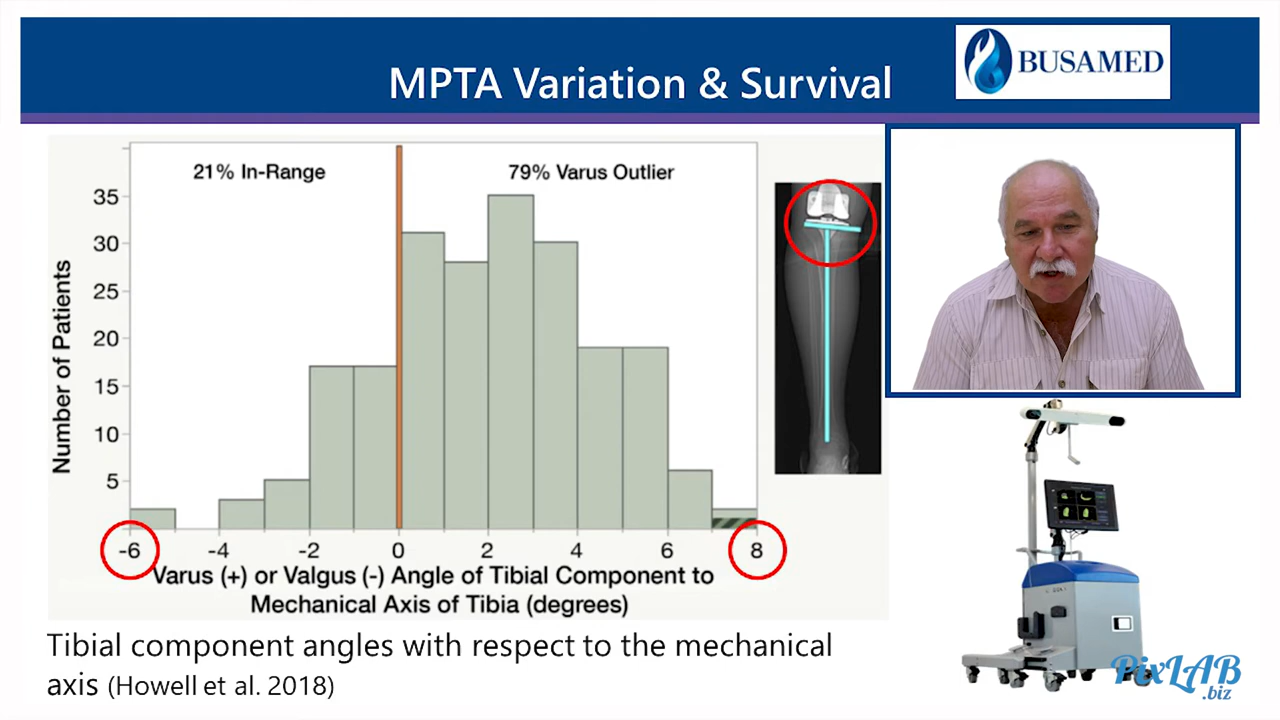 MPTA Variation & Survival
BUSAMED
21% In-Range
79% Varus Outlier
Number of Patients
35
30
25
20
15
10
5
-6
-4
-2
0
2
4
6
8
Varus (+) or Valgus (-) Angle of Tibial Component to
Mechanical Axis of Tibia (degrees)
Tibial component angles with respect to the mechanical
axis (Howell et al. 2018)
PixLAB
.biz